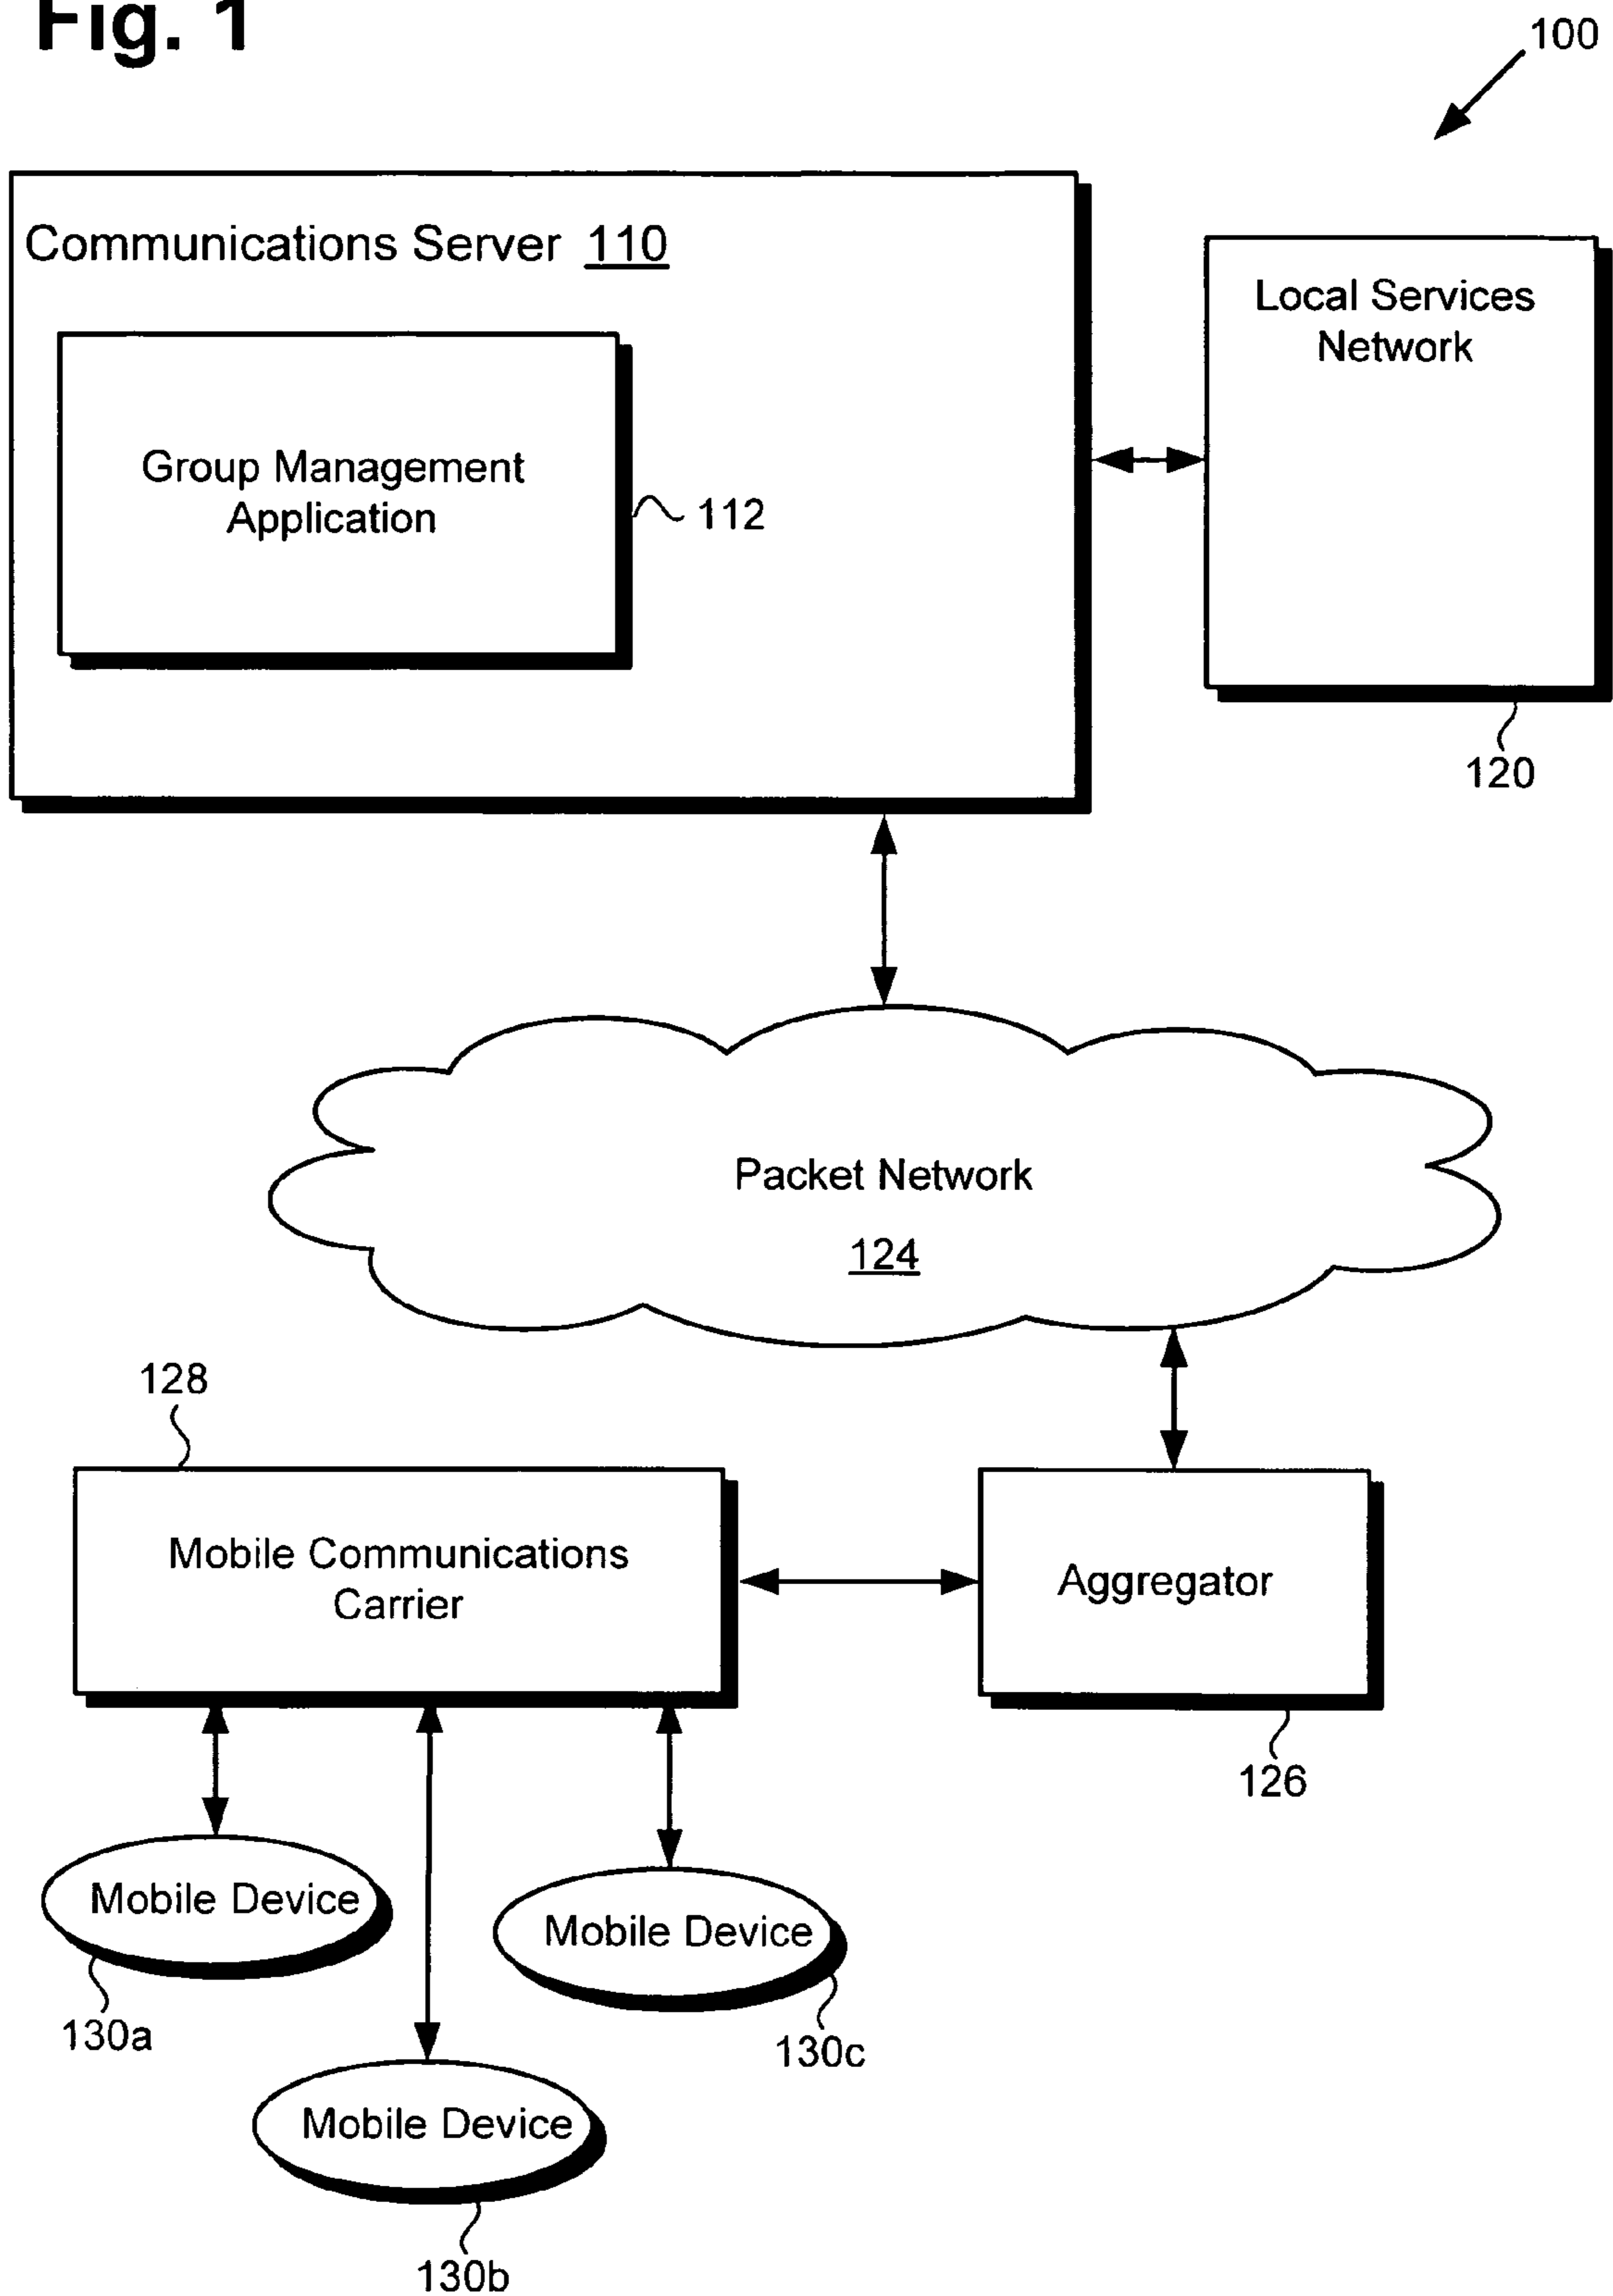 Fig. 1
100
Communications Server 110
Local Services
Network
Group Management
Application
112
120
Packet Network
124
128
Mobile Communications
Carrier
Aggregator
126
Mobile Device
Mobile Device
130a
130c
Mobile Device
130b